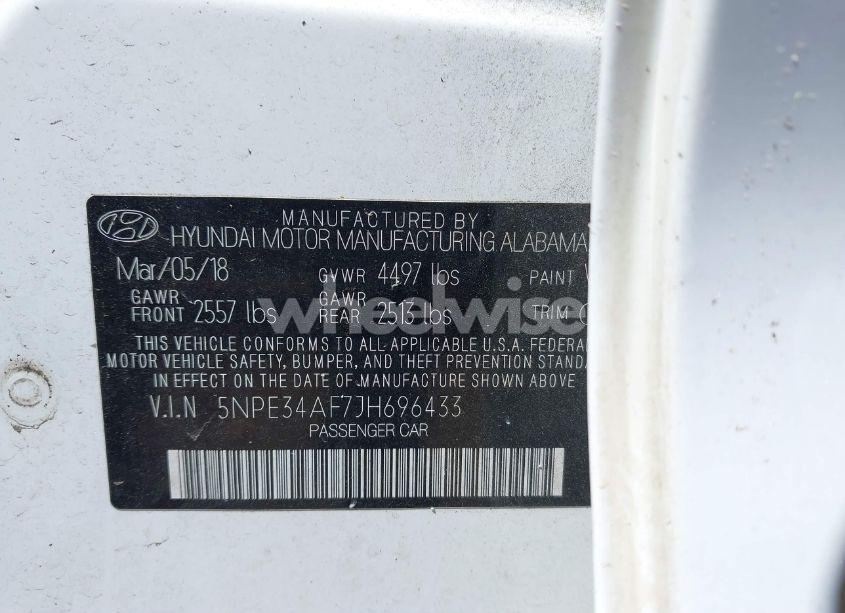 MANUFACTURED BY
HYUNDAI MOTOR MANUFACTURING ALABAMA
Mar/05/18 GVWR 4497 lbs PAINT
GAWR FRONT 2557 lbs GAWR REAR 2513 lbs TRIM
wheelwise
THIS VEHICLE CONFORMS TO ALL APPLICABLE U.S.A. FEDERAL
MOTOR VEHICLE SAFETY, BUMPER, AND THEFT PREVENTION STAND
IN EFFECT ON THE DATE OF MANUFACTURE SHOWN ABOVE
V.I.N 5NPE34AF7JH696433
PASSENGER CAR